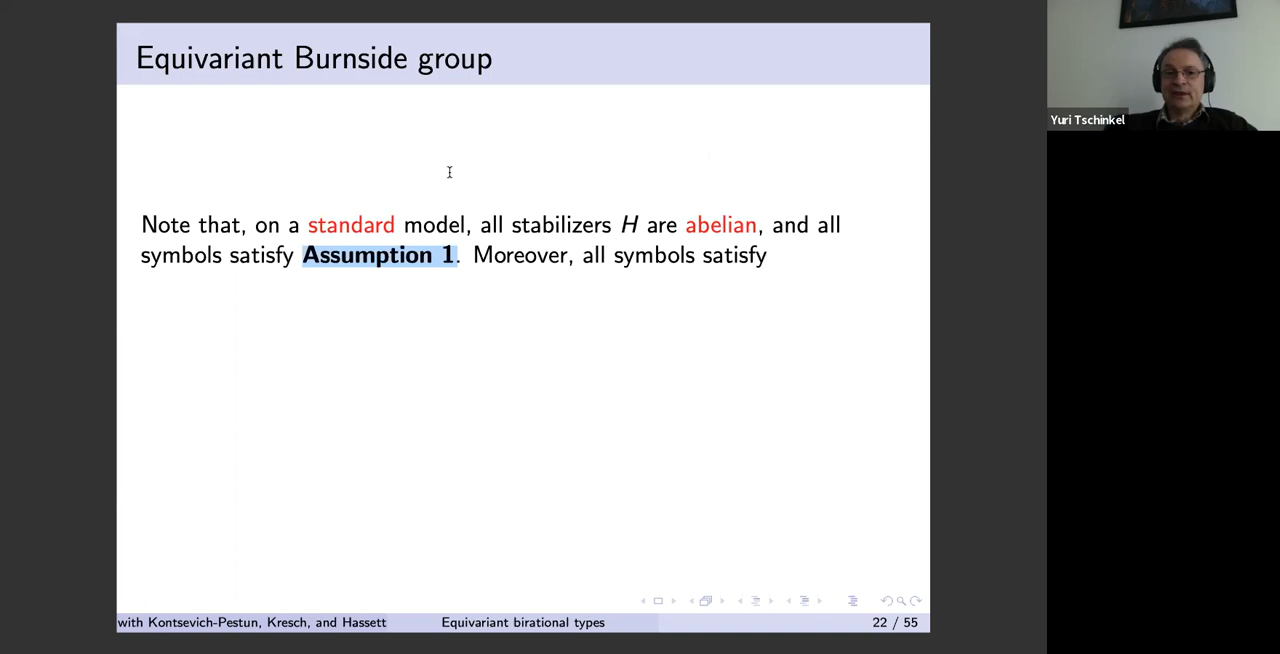 Equivariant Burnside group
Yuri Tschinkel
Note that, on a standard model, all stabilizers H are abelian, and all
symbols satisfy Assumption 1. Moreover, all symbols satisfy
with Kontsevich-Pestun, Kresch, and Hassett
Equivariant birational types
22 / 55